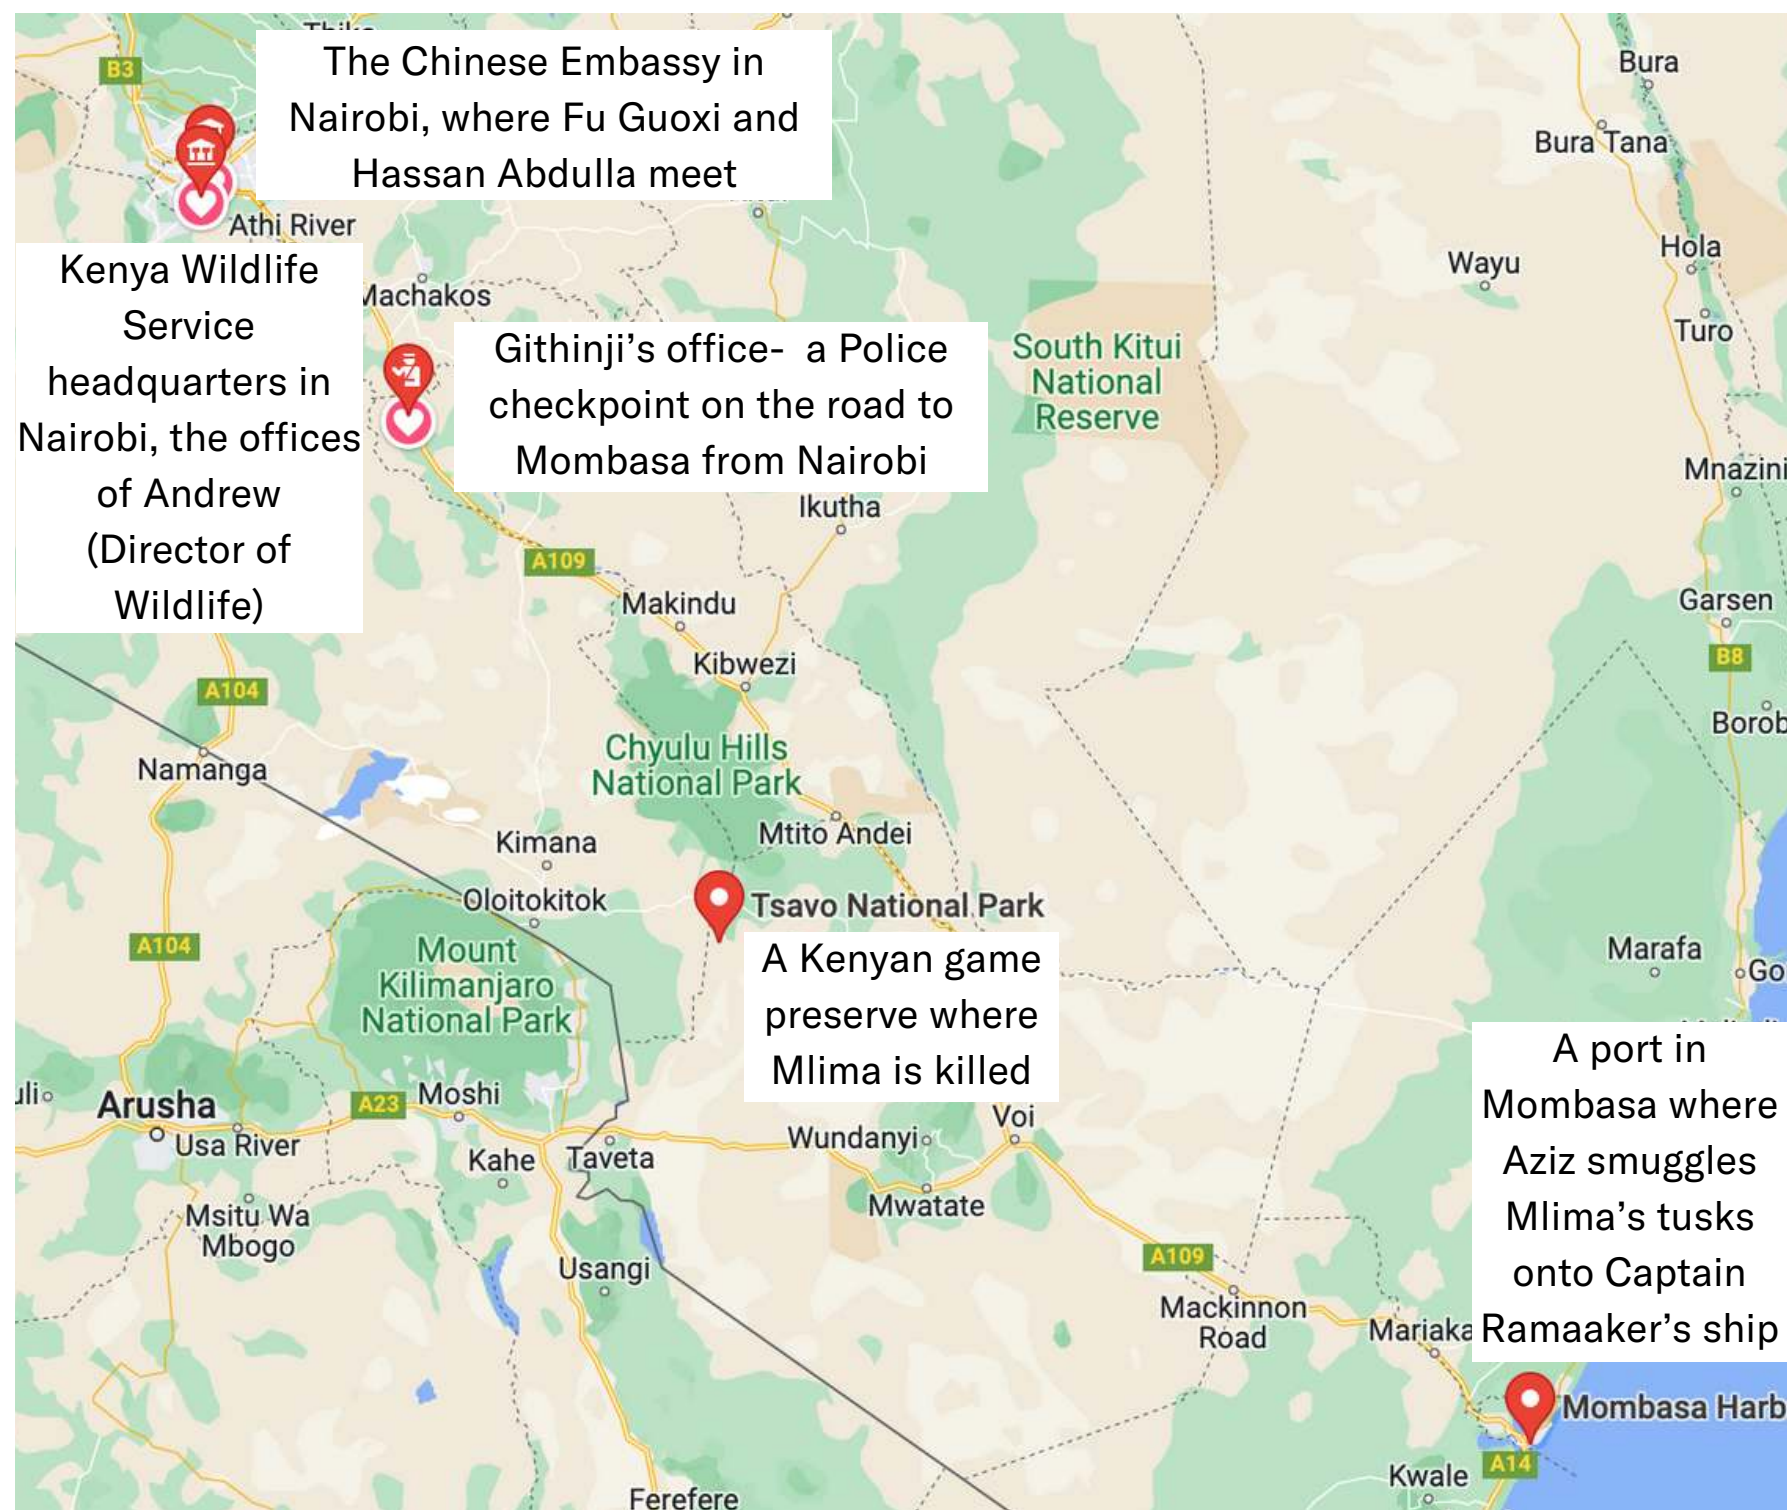 B3
The Chinese Embassy in
Nairobi, where Fu Guoxi and
Hassan Abdulla meet
Bura
Bura Tana
Athi River
Kenya Wildlife
Service
headquarters in
Nairobi, the offices
of Andrew
(Director of
Wildlife)
Machakos
Wayu
Hola
Turo
Githinji’s office- a Police
checkpoint on the road to
Mombasa from Nairobi
South Kitui
National
Reserve
Mnazini
Ikutha
A109
Makindu
Garsen
Kibwezi
B8
A104
Borob
Namanga
Chyulu Hills
National Park
Kimana
Mtito Andei
Oloitokitok
Tsavo National Park
A Kenyan game
preserve where
Mlima is killed
A104
Mount
Kilimanjaro
National Park
Marafa
Go
A port in
Mombasa where
Aziz smuggles
Mlima’s tusks
onto Captain
Ramaaker’s ship
uli
Arusha
A23
Moshi
Usa River
Kahe
Taveta
Wundanyi
Voi
Mwatate
Msitu Wa
Mbogo
Usangi
A109
Mackinnon
Road
Mariaka
Mombasa Harb
A14
Kwale
Ferefere